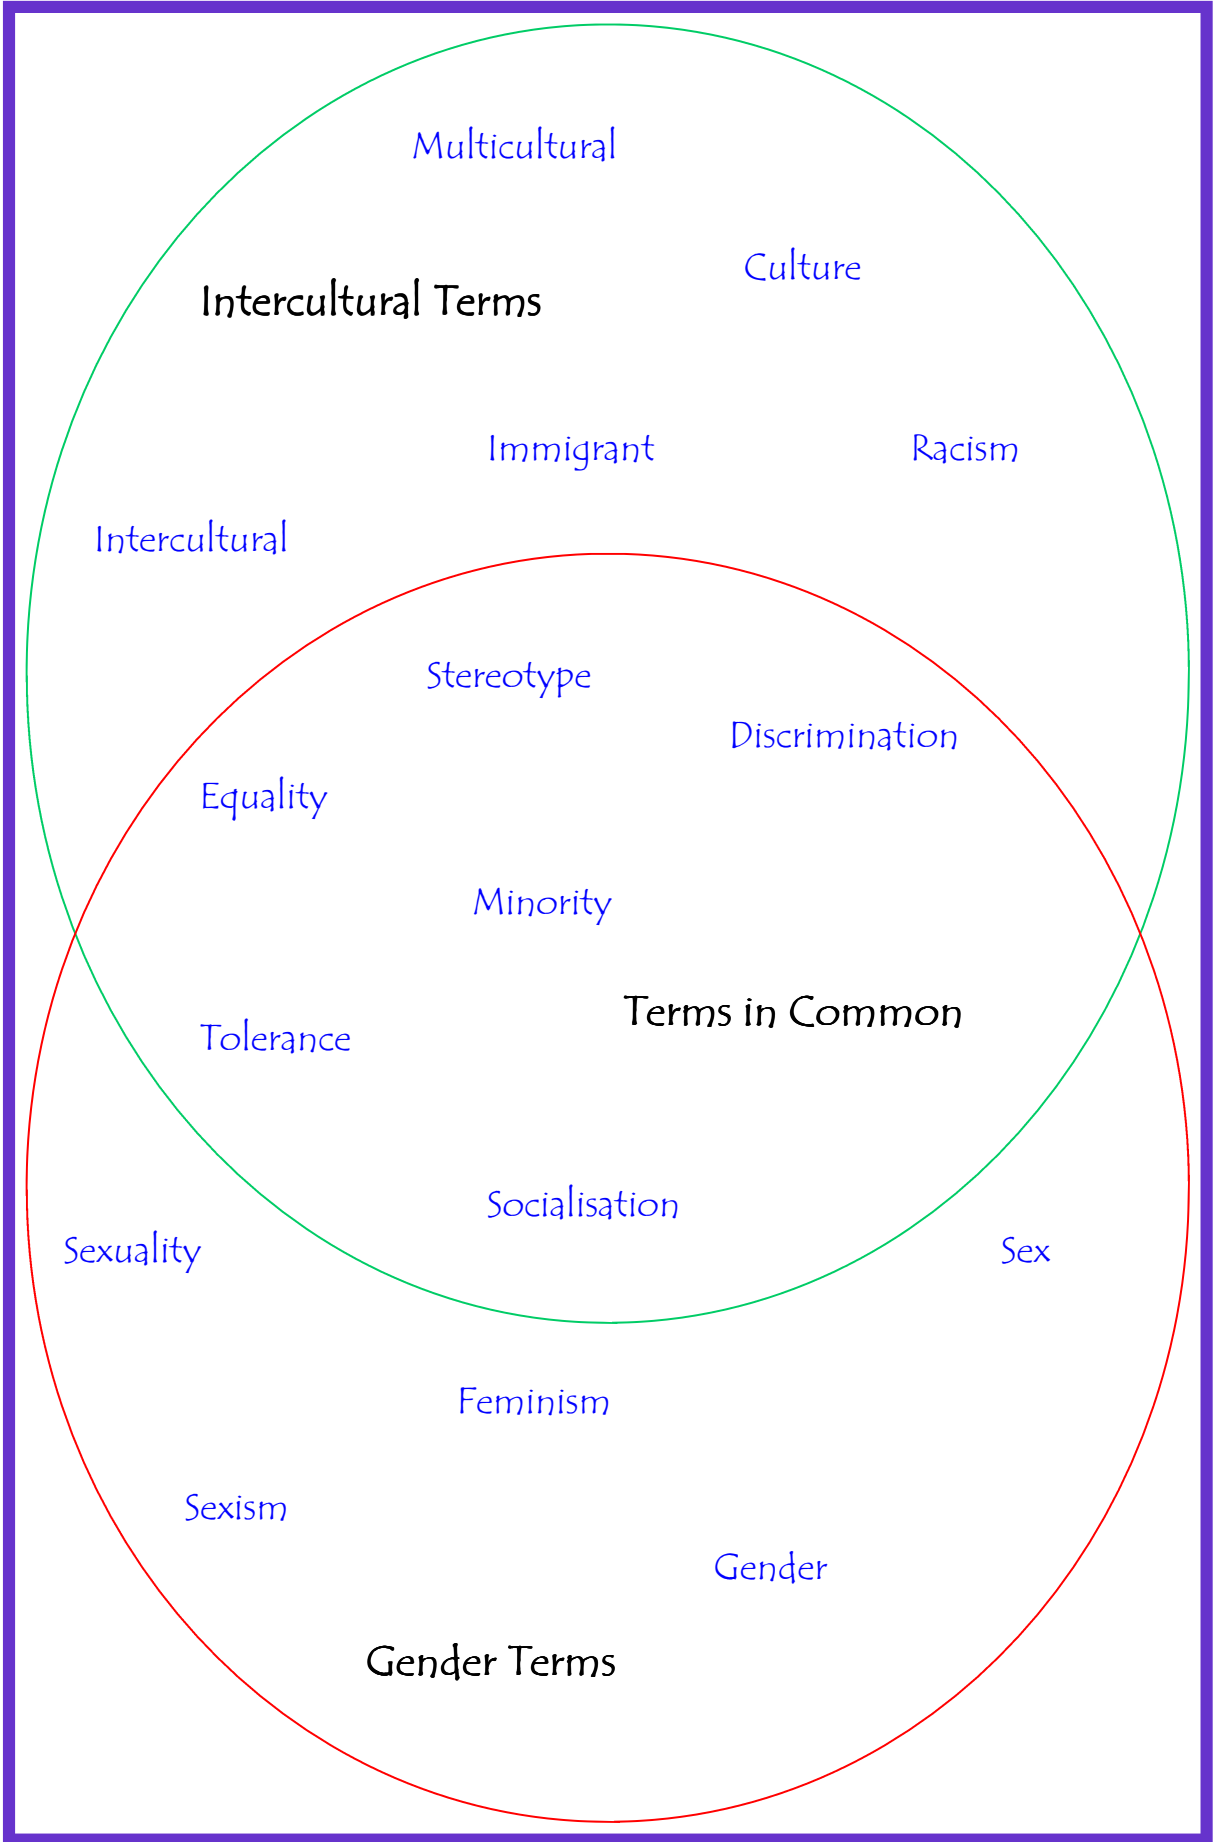 Multicultural
Culture
Intercultural Terms
Immigrant
Racism
Intercultural
Stereotype
Discrimination
Equality
Minority
Terms in Common
Tolerance
Socialisation
Sexuality
Sex
Feminism
Sexism
Gender
Gender Terms